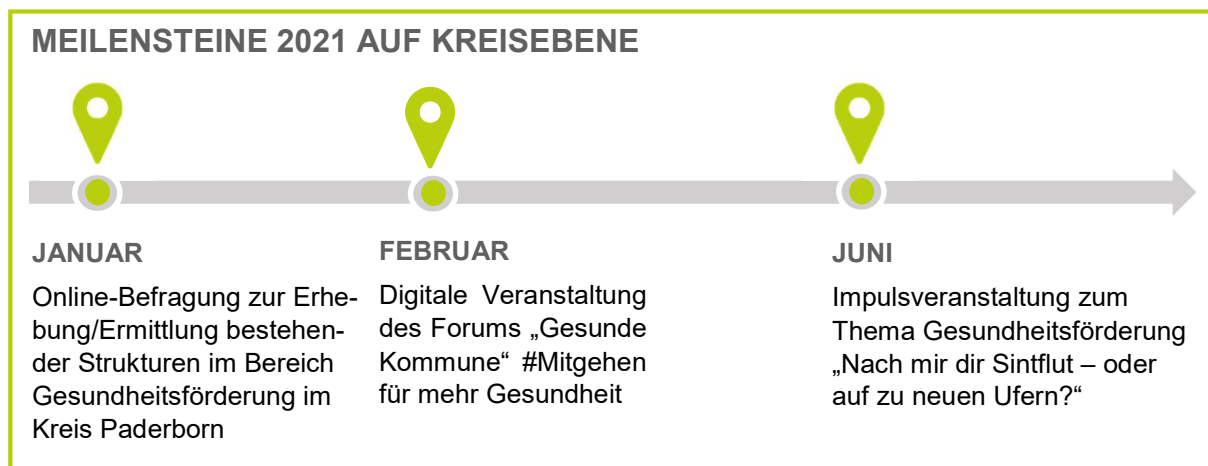 MEILENSTEINE 2021 AUF KREISEBENE
JANUAR
Online-Befragung zur Erhe-
bung/Ermittlung bestehen-
der Strukturen im Bereich
Gesundheitsförderung im
Kreis Paderborn
FEBRUAR
Digitale Veranstaltung
des Forums „Gesunde
Kommune“ #Mitgehen
für mehr Gesundheit
JUNI
Impulsveranstaltung zum
Thema Gesundheitsförderung
„Nach mir dir Sintflut – oder
auf zu neuen Ufern?“